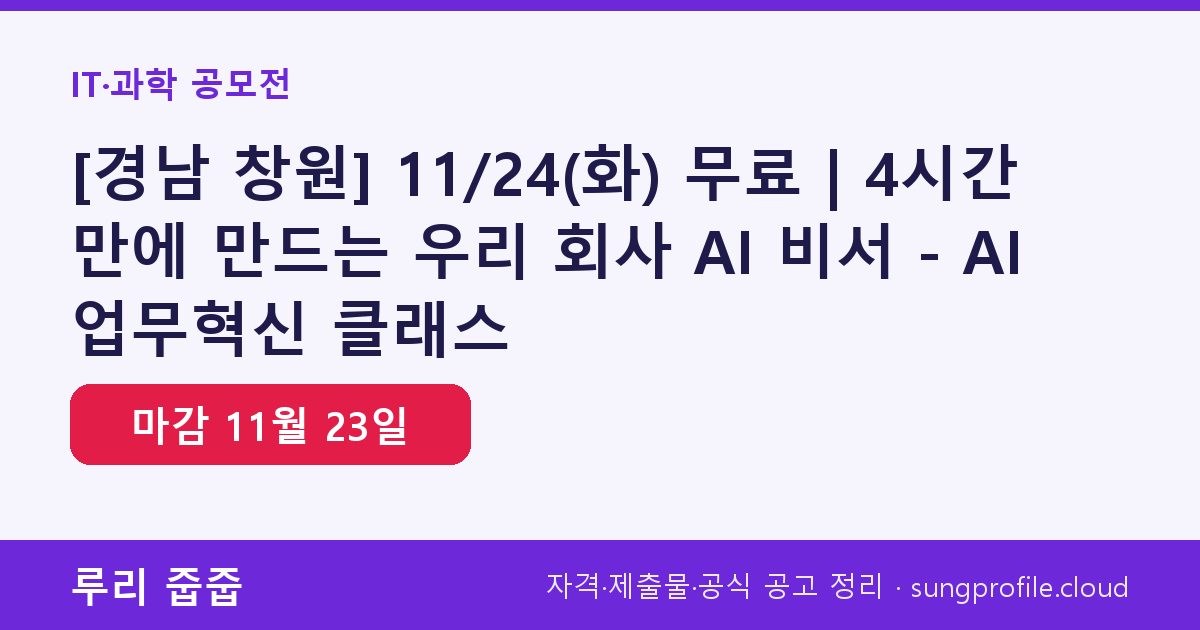 IT·과학 공모전
[경남 창원] 11/24(화) 무료 | 4시간
만에 만드는 우리 회사 AI 비서 - AI
업무혁신 클래스
마감 11월 23일
루리 줍줍
자격·제출물·공식 공고 정리 · sungprofile.cloud